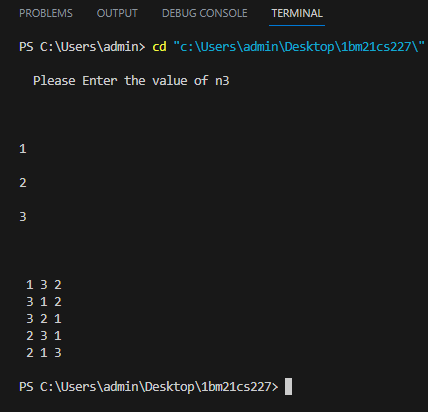 PROBLEMS OUTPUT DEBUG CONSOLE TERMINAL
PS C:\Users\admin> cd "c:\Users\admin\Desktop\1bm21cs227\"
Please Enter the value of n3
1
2
3
1 3 2
3 1 2
3 2 1
2 3 1
2 1 3
PS C:\Users\admin\Desktop\1bm21cs227>